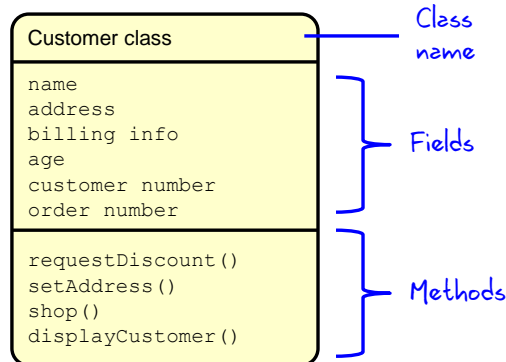 Customer class
Class
name
name
address
billing info
age
customer number
order number
Fields
requestDiscount()
setAddress()
shop()
displayCustomer()
Methods